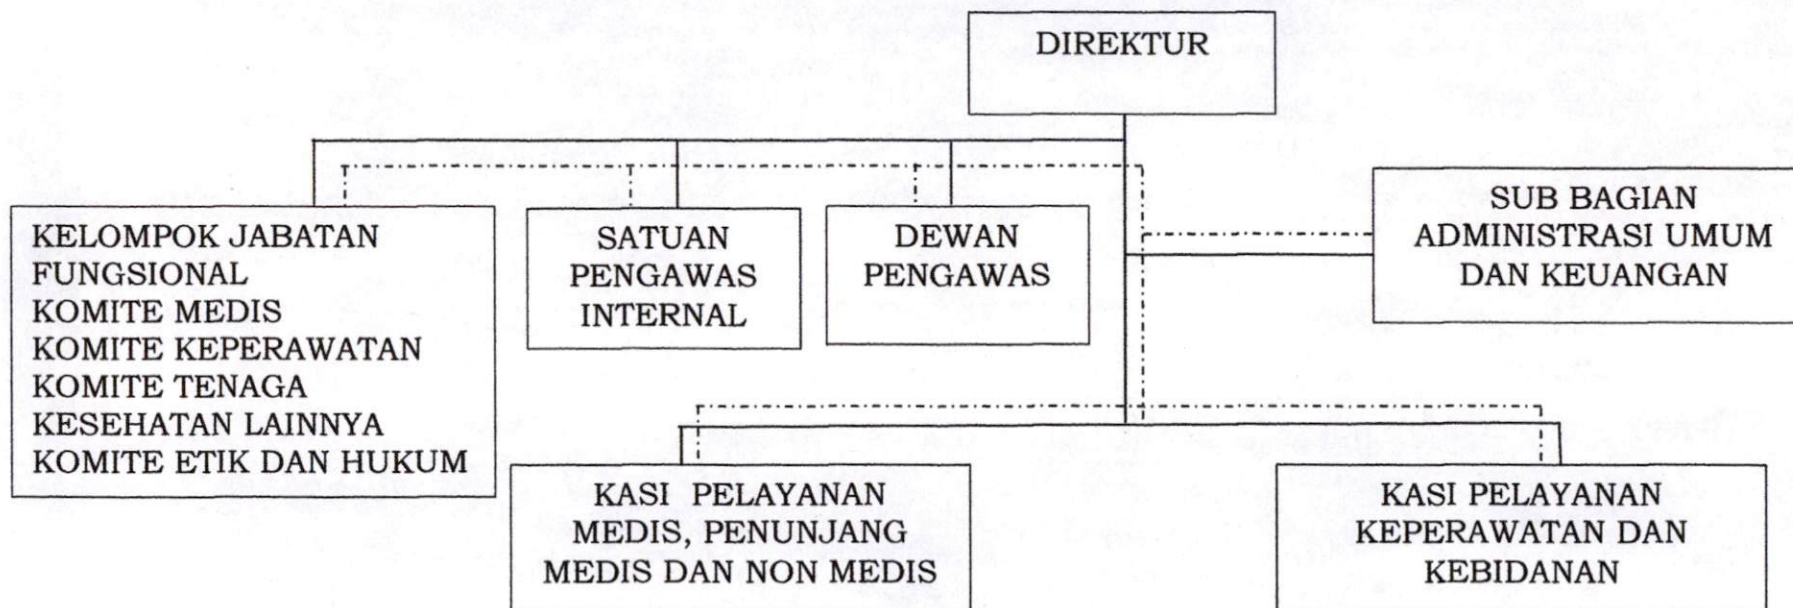 DIREKTUR
KELOMPOK JABATAN
FUNGSIONAL
KOMITE MEDIS
KOMITE KEPERAWATAN
KOMITE TENAGA
KESEHATAN LAINNYA
KOMITE ETIK DAN HUKUM
SATUAN
PENGAWAS
INTERNAL
DEWAN
PENGAWAS
SUB BAGIAN
ADMINISTRASI UMUM
DAN KEUANGAN
KASI PELAYANAN
MEDIS, PENUNJANG
MEDIS DAN NON MEDIS
KASI PELAYANAN
KEPERAWATAN DAN
KEBIDANAN